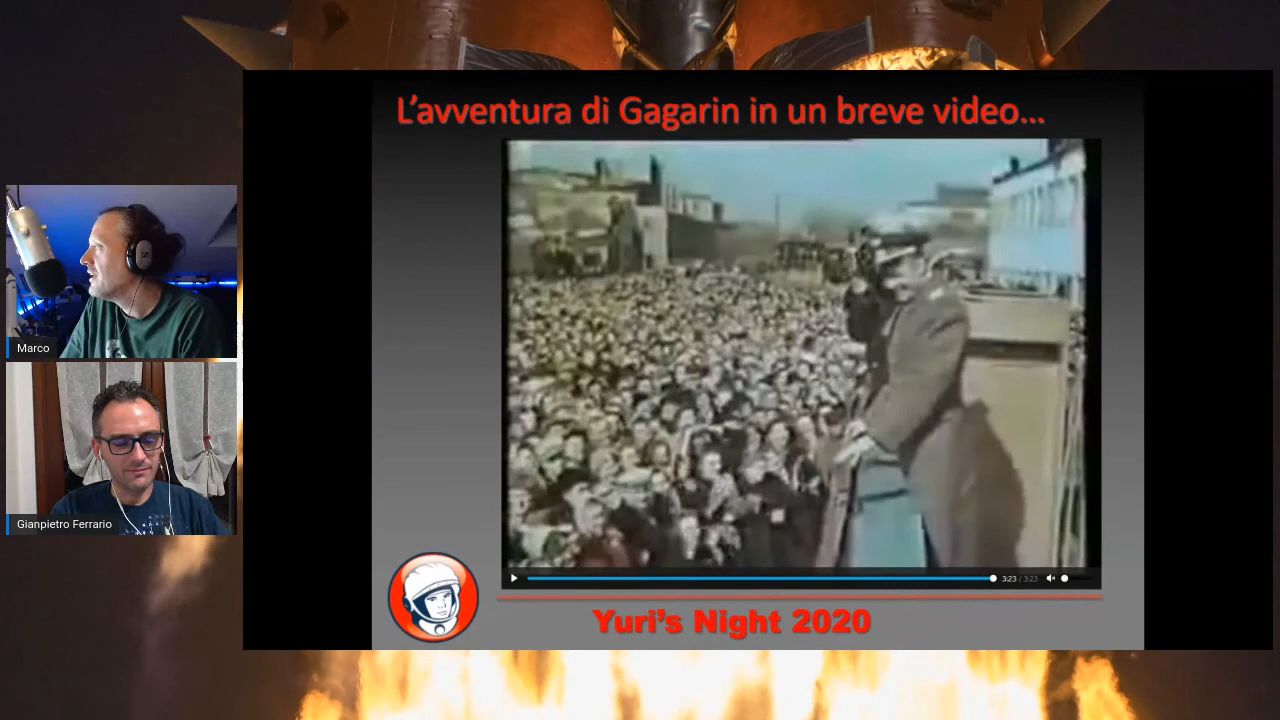 L'avventura di Gagarin in un breve video...
Marco
Gianpietro Ferrario
3:23 / 3:23
Yuri's Night 2020